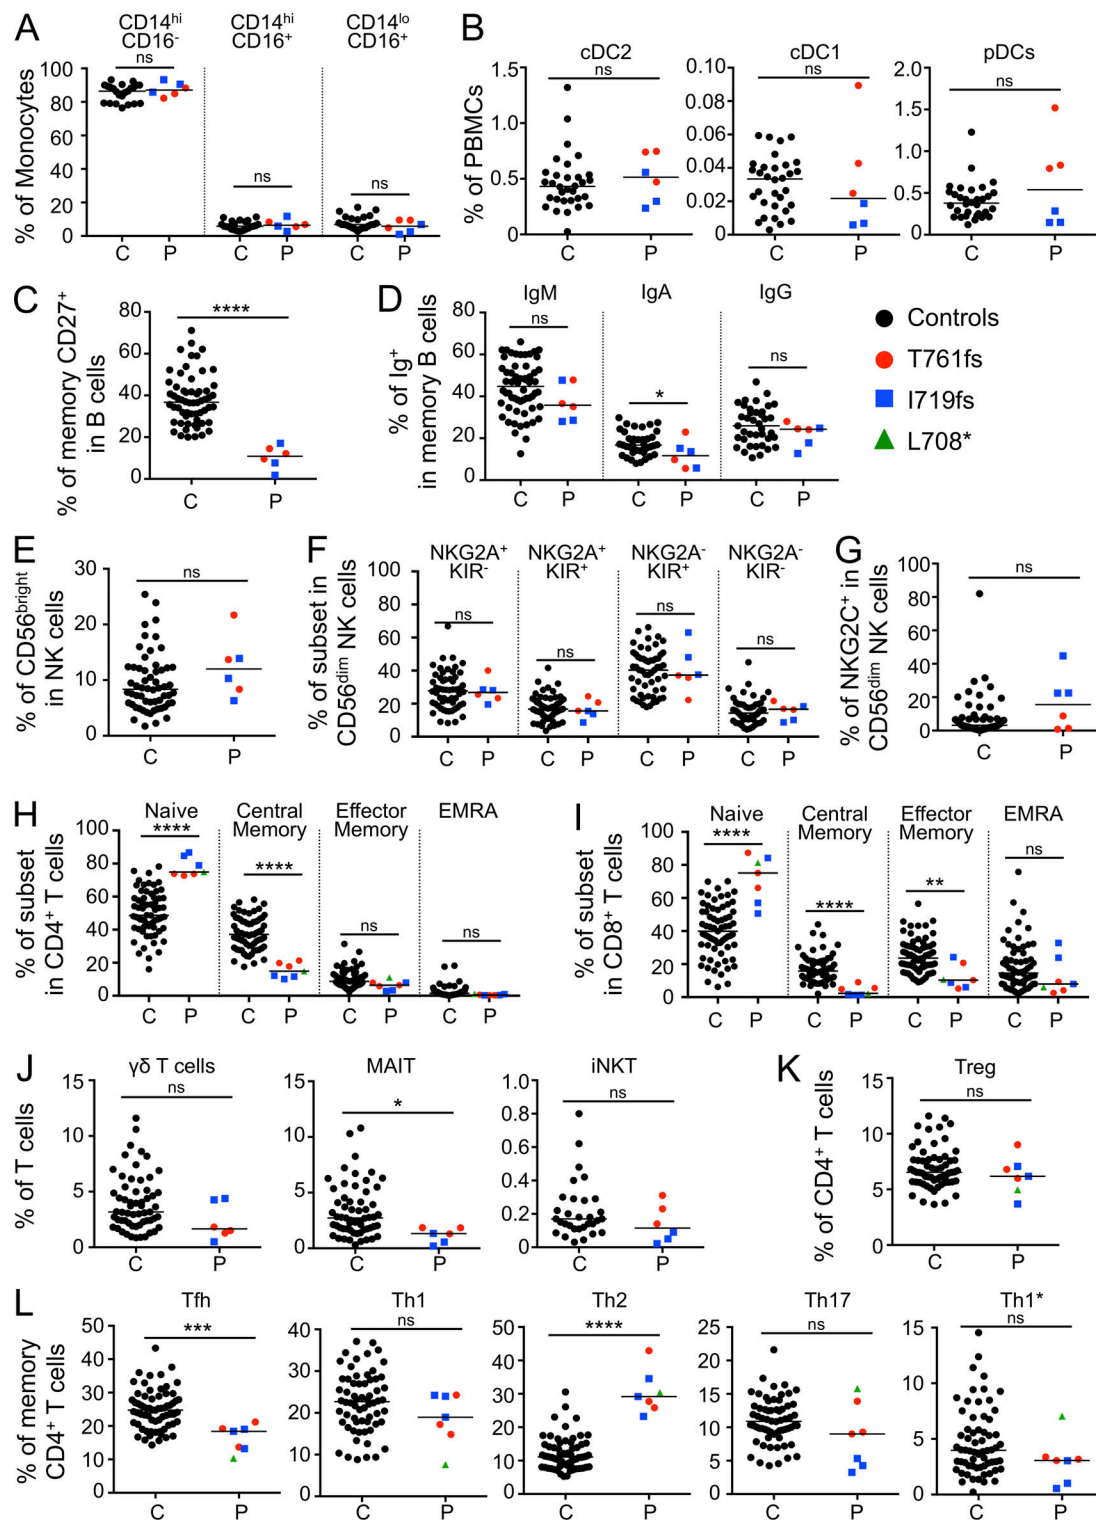 A
CD14hi CD16-
CD14hi CD16+
CD14lo CD16+
ns
ns
ns
% of Monocytes
100
80
60
40
20
0
C P C P C P
B
cDC2
cDC1
pDCs
ns
ns
ns
% of PBMCs
1.5
1.0
0.5
0.0
0.10
0.08
0.06
0.04
0.02
0.00
2.0
1.5
1.0
0.5
0.0
C P C P C P
C
% of memory CD27+
in B cells
****
80
60
40
20
0
C P
D
IgM
IgA
IgG
ns
*
ns
% of Ig+
in memory B cells
80
60
40
20
0
C P C P C P
Controls
T761fs
I719fs
L708*
E
% of CD56bright
in NK cells
ns
30
20
10
0
C P
F
NKG2A+ KIR-
NKG2A+ KIR+
NKG2A- KIR+
NKG2A- KIR-
ns
ns
ns
ns
% of subset in
CD56dim NK cells
100
80
60
40
20
0
C P C P C P C P
G
% of NKG2C+ in
CD56dim NK cells
ns
100
80
60
40
20
0
C P
H
Naive
Central Memory
Effector Memory
EMRA
****
****
ns
ns
% of subset
in CD4+ T cells
100
80
60
40
20
0
C P C P C P C P
I
Naive
Central Memory
Effector Memory
EMRA
****
****
**
ns
% of subset
in CD8+ T cells
100
80
60
40
20
0
C P C P C P C P
J
γδ T cells
MAIT
iNKT
ns
*
ns
% of T cells
15
10
5
0
15
10
5
0
1.0
0.8
0.6
0.4
0.2
0
C P C P C P
K
Treg
ns
% of CD4+ T cells
15
10
5
0
C P
L
Tfh
Th1
Th2
Th17
Th1*
***
ns
****
ns
ns
% of memory
CD4+ T cells
50
40
30
20
10
0
40
30
20
10
0
50
40
30
20
10
0
25
20
15
10
5
0
15
10
5
0
C P C P C P C P C P